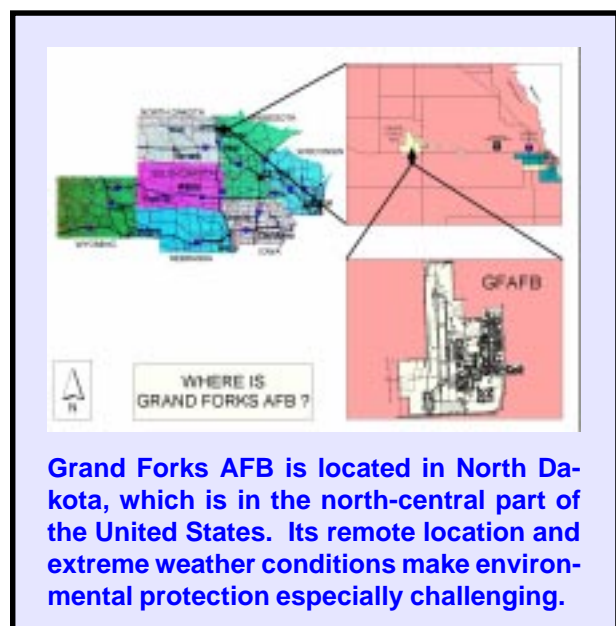 NORTH DAKOTA
MINNESOTA
WISCONSIN
WYOMING
NEBRASKA
IOWA
GFAFB
N
WHERE IS
GRAND FORKS AFB ?
Grand Forks AFB is located in North Da-
kota, which is in the north-central part of
the United States. Its remote location and
extreme weather conditions make environ-
mental protection especially challenging.